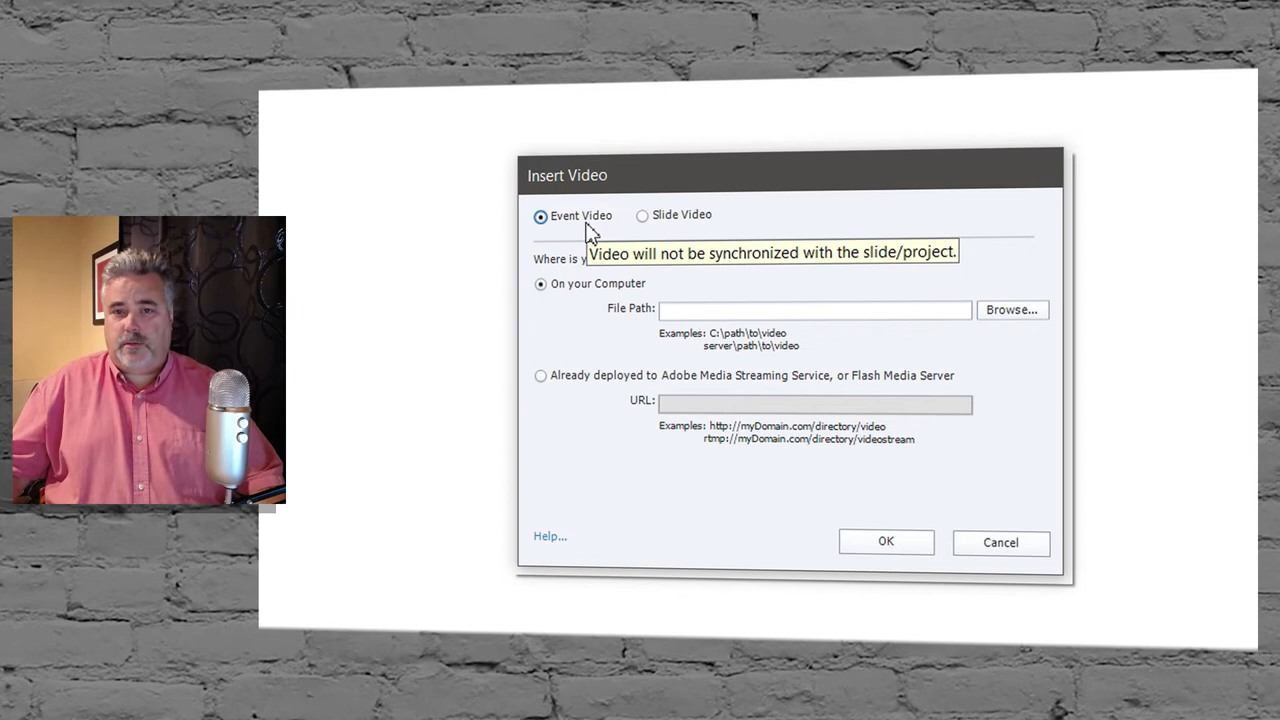 Insert Video
Event Video Slide Video
Video will not be synchronized with the slide/project.
Where is y
On your Computer
File Path: Browse...
Examples: C:\path\to\video
server\path\to\video
Already deployed to Adobe Media Streaming Service, or Flash Media Server
URL:
Examples: http://myDomain.com/directory/video
rtmp://myDomain.com/directory/videostream
Help...
OK Cancel